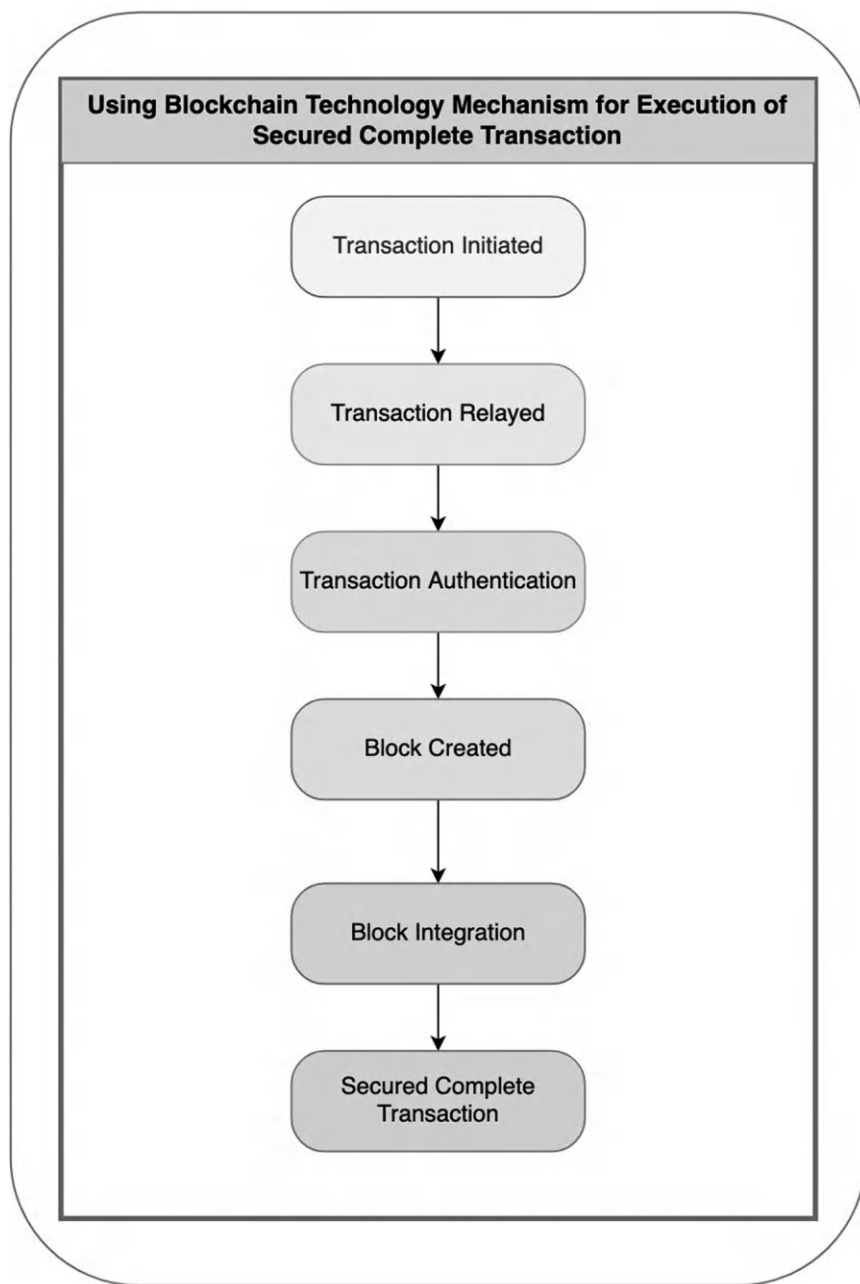 Using Blockchain Technology Mechanism for Execution of
Secured Complete Transaction
Transaction Initiated
Transaction Relayed
Transaction Authentication
Block Created
Block Integration
Secured Complete
Transaction